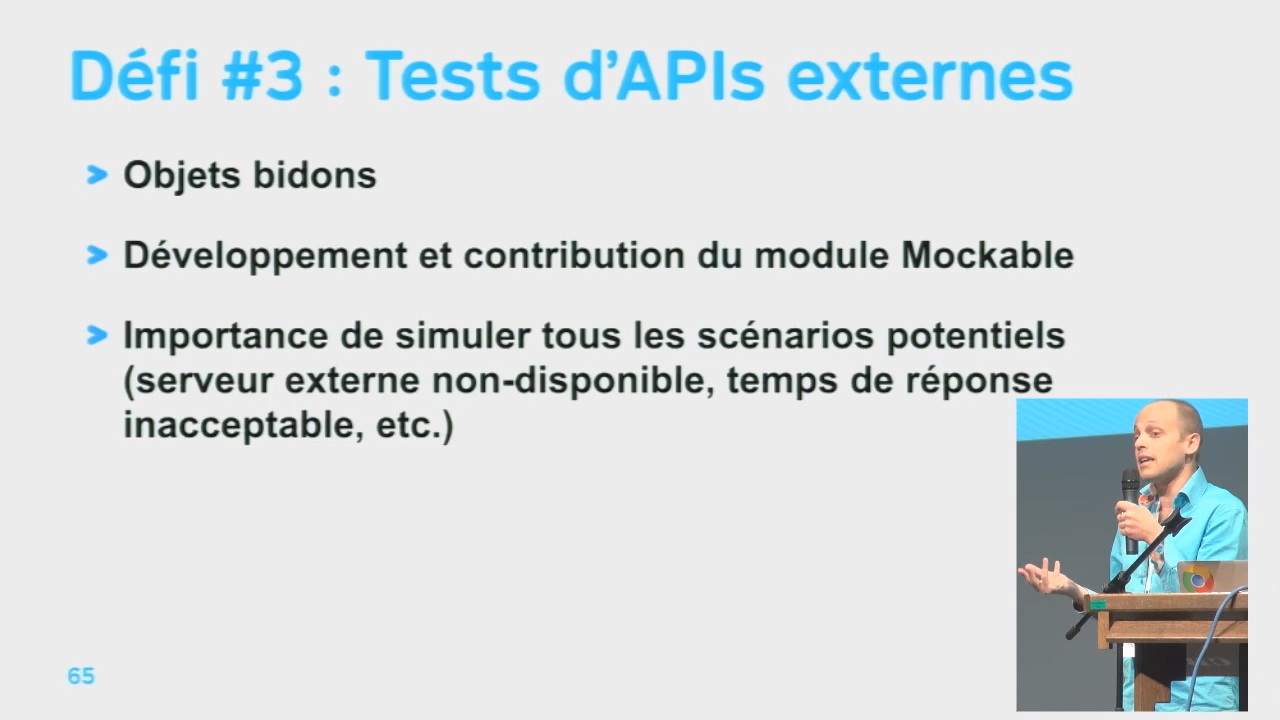 Défi #3 : Tests d’APIs externes
> Objets bidons
> Développement et contribution du module Mockable
> Importance de simuler tous les scénarios potentiels
(serveur externe non-disponible, temps de réponse
inacceptable, etc.)
65